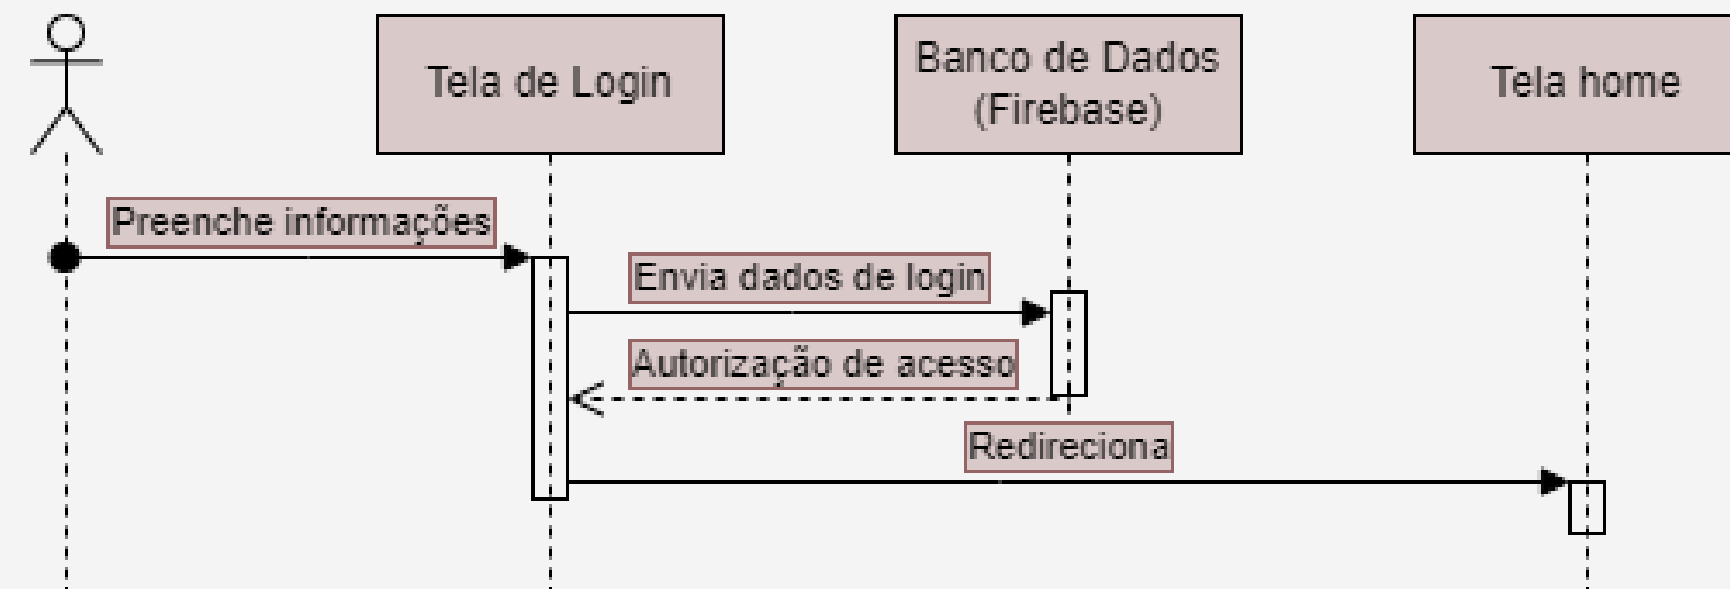 Tela de Login
Banco de Dados
(Firebase)
Tela home
Preenche informações
Envia dados de login
Autorização de acesso
Redireciona